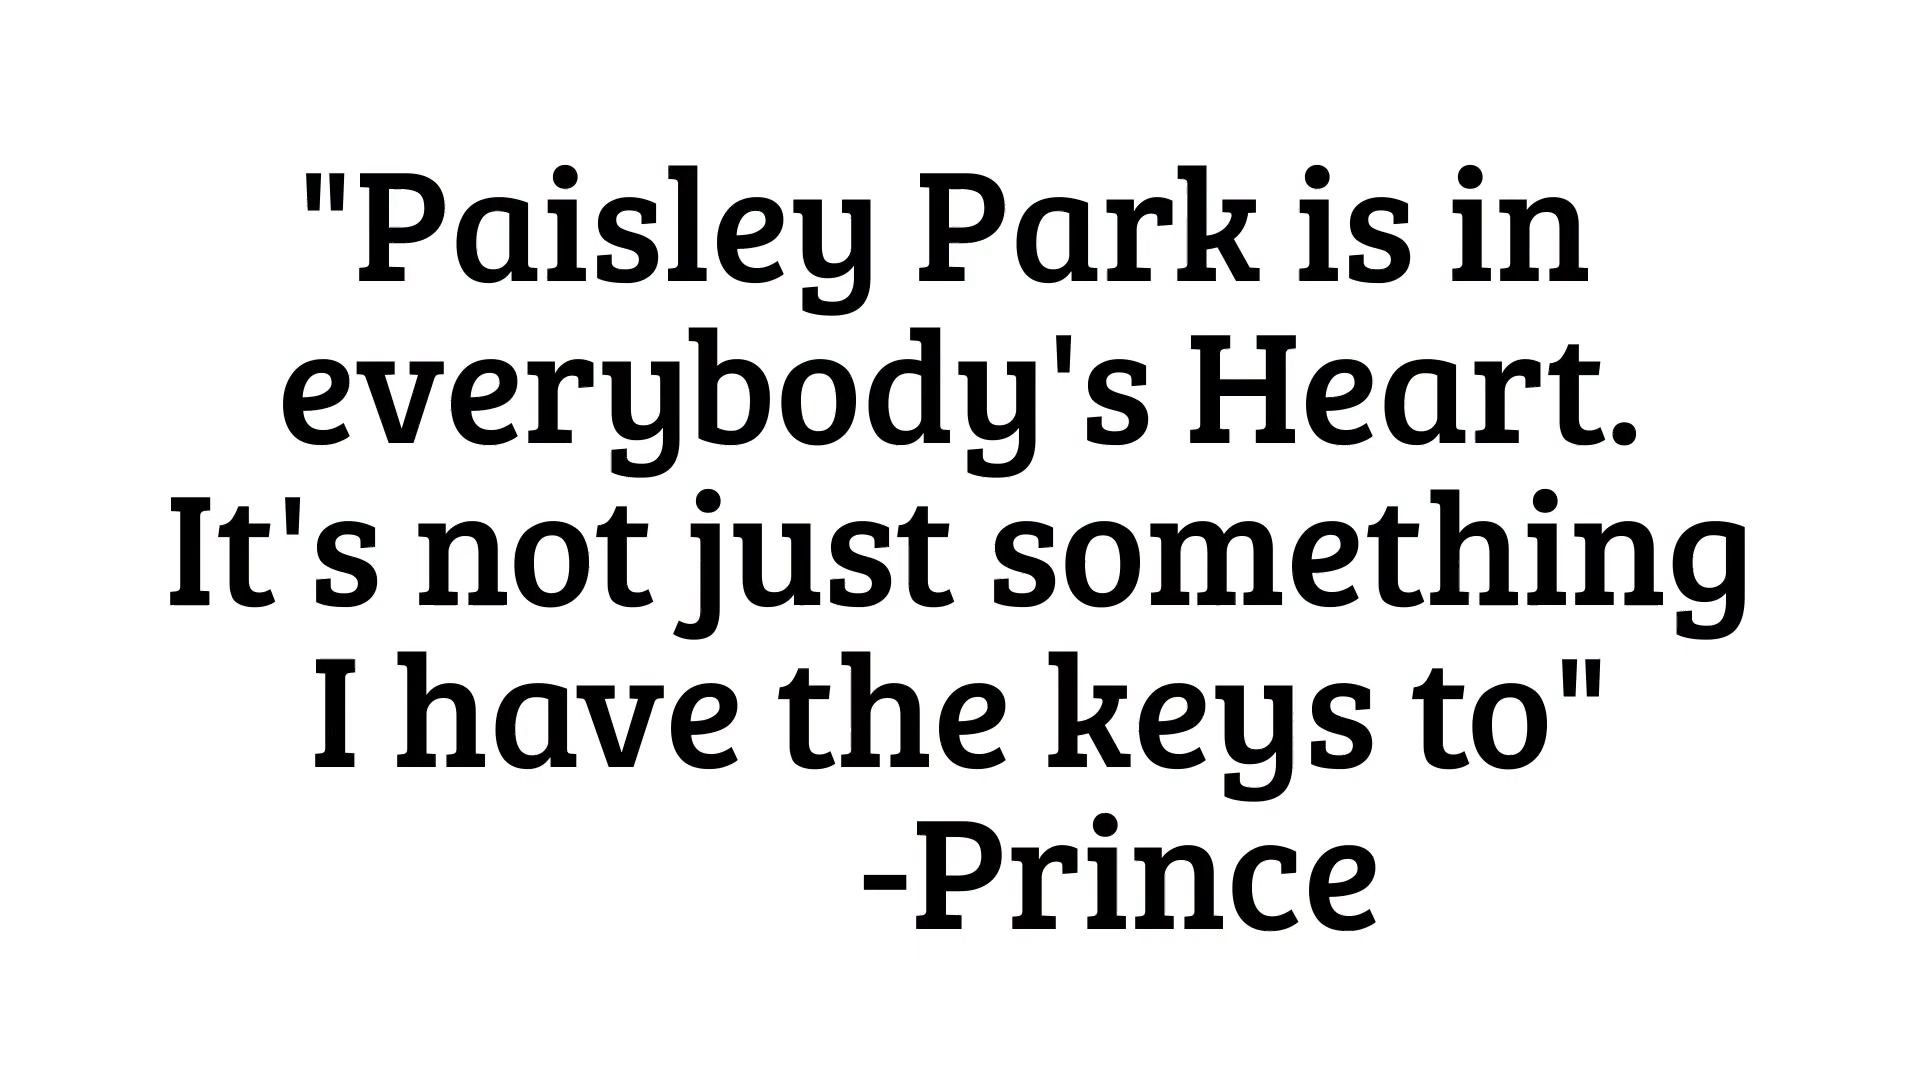 "Paisley Park is in
everybody's Heart.
It's not just something
I have the keys to"
-Prince